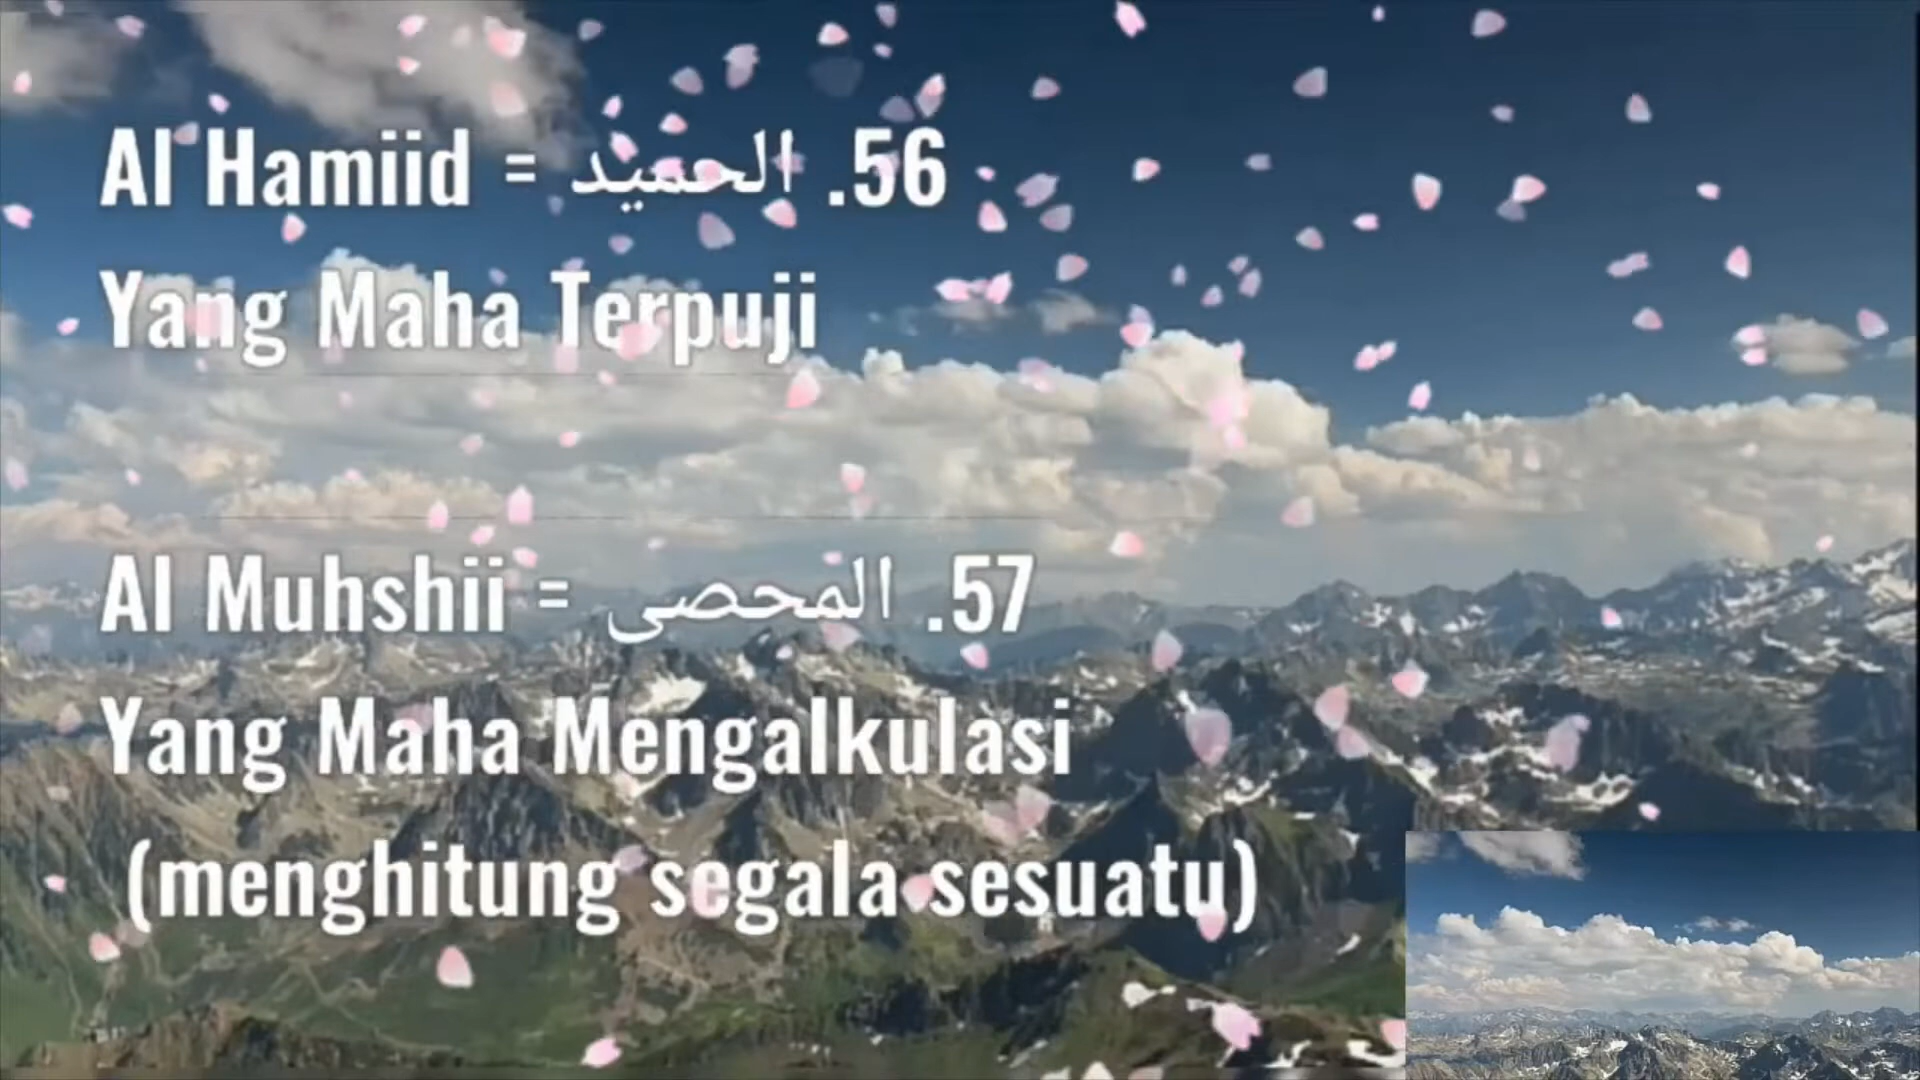 Al Hamiid = الحميد .56
Yang Maha Terpuji
Al Muhshii = المحصى .57
Yang Maha Mengalkulasi
(menghitung segala sesuatu)